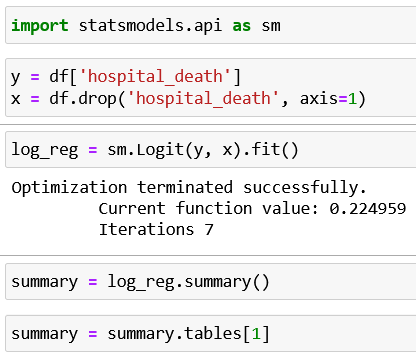 import statsmodels.api as sm
y = df['hospital_death']
x = df.drop('hospital_death', axis=1)
log_reg = sm.Logit(y, x).fit()
Optimization terminated successfully.
Current function value: 0.224959
Iterations 7
summary = log_reg.summary()
summary = summary.tables[1]